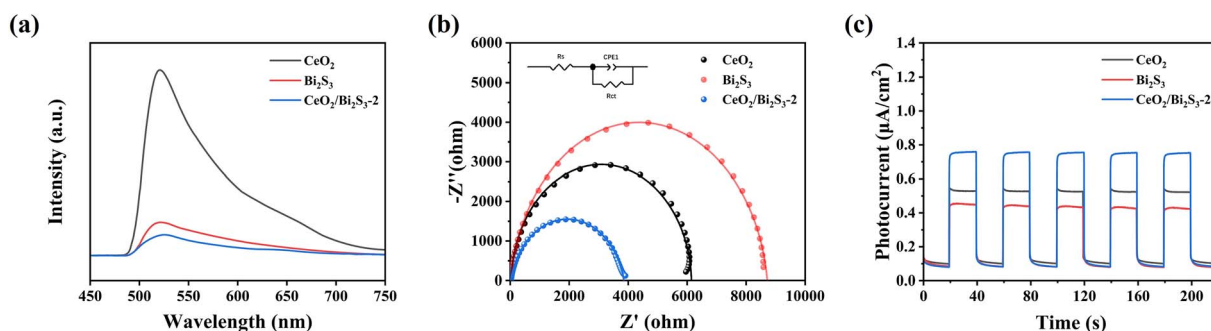 (a)
Intensity (a.u.)
CeO₂
Bi₂S₃
CeO₂/Bi₂S₃-2
450 500 550 600 650 700 750
Wavelength (nm)
(b)
-Z''(ohm)
6000
5000
4000
3000
2000
1000
0
Rs
CPE1
Rct
CeO₂
Bi₂S₃
CeO₂/Bi₂S₃-2
0 2000 4000 6000 8000 10000
Z' (ohm)
(c)
Photocurrent (μA/cm²)
1.4
1.2
1.0
0.8
0.6
0.4
0.2
0.0
CeO₂
Bi₂S₃
CeO₂/Bi₂S₃-2
0 40 80 120 160 200
Time (s)